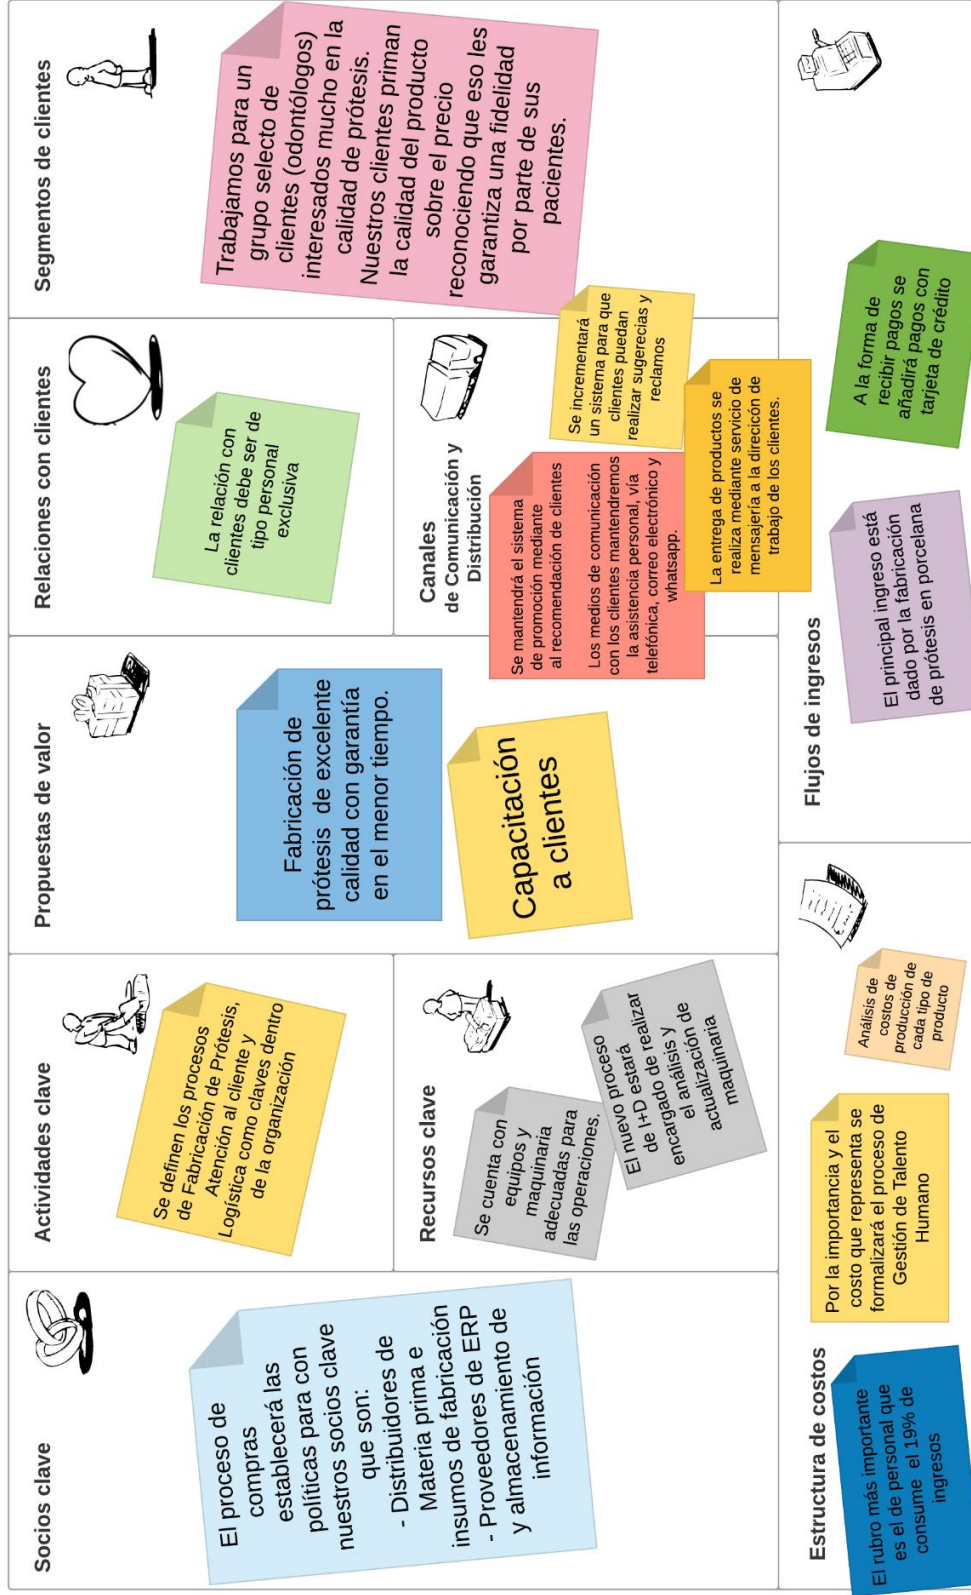 Socios clave
El proceso de
compras
establecerá las
políticas para con
nuestros socios clave
que son:
- Distribuidores de
Materia prima e
insumos de fabricación
- Proveedores de ERP
y almacenamiento de
información
Actividades clave
Se definen los procesos
de Fabricación de Prótesis,
Atención al cliente y
Logística como claves dentro
de la organización
Recursos clave
Se cuenta con
equipos y
maquinaria
adecuadas para
las operaciones.
El nuevo proceso
de I+D estará
encargado de realizar
el análisis y
actualización de
maquinaria
Propuestas de valor
Fabricación de
prótesis de excelente
calidad con garantía
en el menor tiempo.
Capacitación
a clientes
Relaciones con clientes
La relación con
clientes debe ser de
tipo personal
exclusiva
Canales
de Comunicación y
Distribución
Se mantendrá el sistema
de promoción mediante
al recomendación de clientes
Los medios de comunicación
con los clientes mantendremos
la asistencia personal, vía
telefónica, correo electrónico y
whatsapp.
Se incrementará
un sistema para que
clientes puedan
realizar sugerecias y
reclamos
La entrega de productos se
realiza mediante servicio de
mensajería a la direcicón de
trabajo de los clientes.
Segmentos de clientes
Trabajamos para un
grupo selecto de
clientes (odontólogos)
interesados mucho en la
calidad de prótesis.
Nuestros clientes priman
la calidad del producto
sobre el precio
reconociendo que eso les
garantiza una fidelidad
por parte de sus
pacientes.
Estructura de costos
El rubro más importante
es el de personal que
consume el 19% de
ingresos
Por la importancia y el
costo que representa se
formalizará el proceso de
Gestión de Talento
Humano
Análisis de
costos de
producción de
cada tipo de
producto
Flujos de ingresos
El principal ingreso está
dado por la fabricación
de prótesis en porcelana
A la forma de
recibir pagos se
añadirá pagos con
tarjeta de crédito